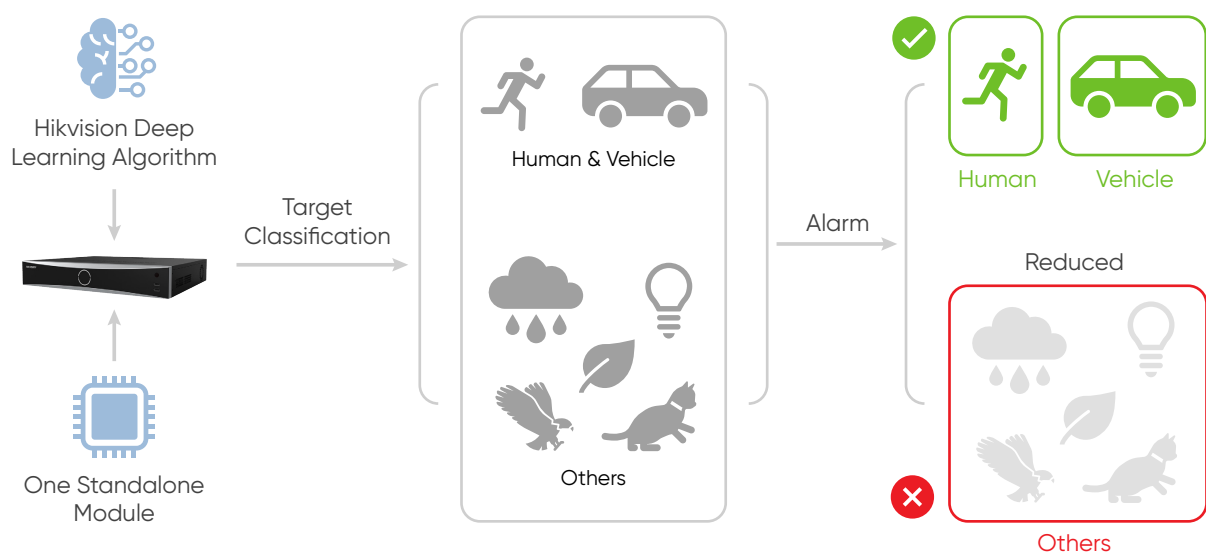 Hikvision Deep
Learning Algorithm
One Standalone
Module
Target
Classification
Human & Vehicle
Others
Alarm
Human
Vehicle
Reduced
Others